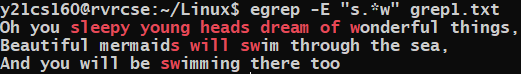 y21cs160@rvrcse:~/Linux$ egrep -E "s.*w" grep1.txt
Oh you sleepy young heads dream of wonderful things,
Beautiful mermaids will swim through the sea,
And you will be swimming there too